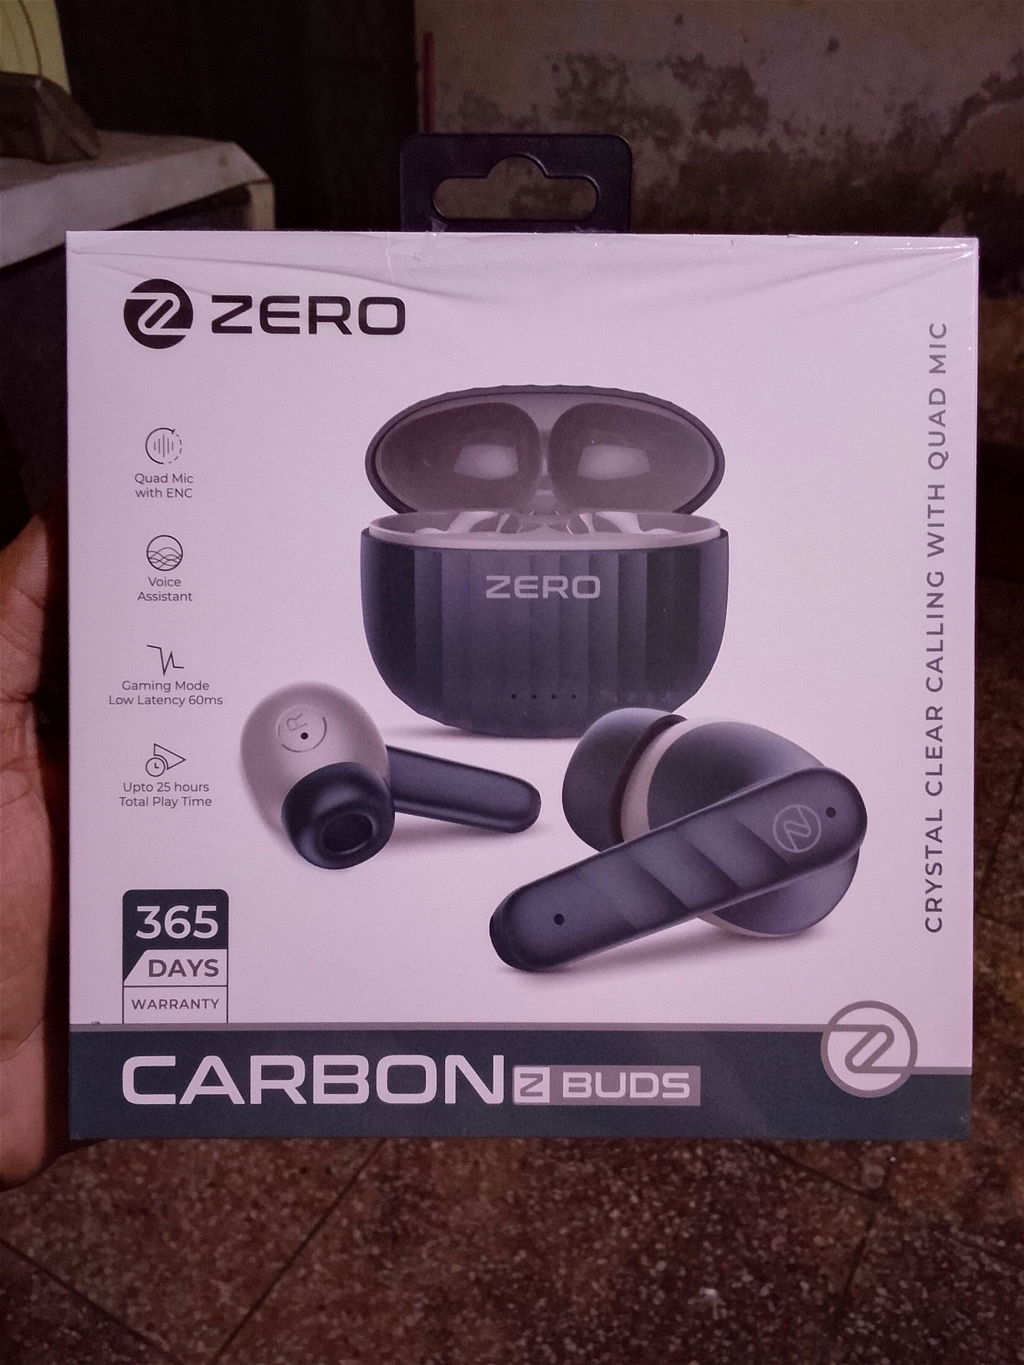 ZERO
Quad Mic
with ENC
Voice
Assistant
Gaming Mode
Low Latency 60ms
Upto 25 hours
Total Play Time
ZERO
R
CRYSTAL CLEAR CALLING WITH QUAD MIC
365
DAYS
WARRANTY
CARBON Z BUDS